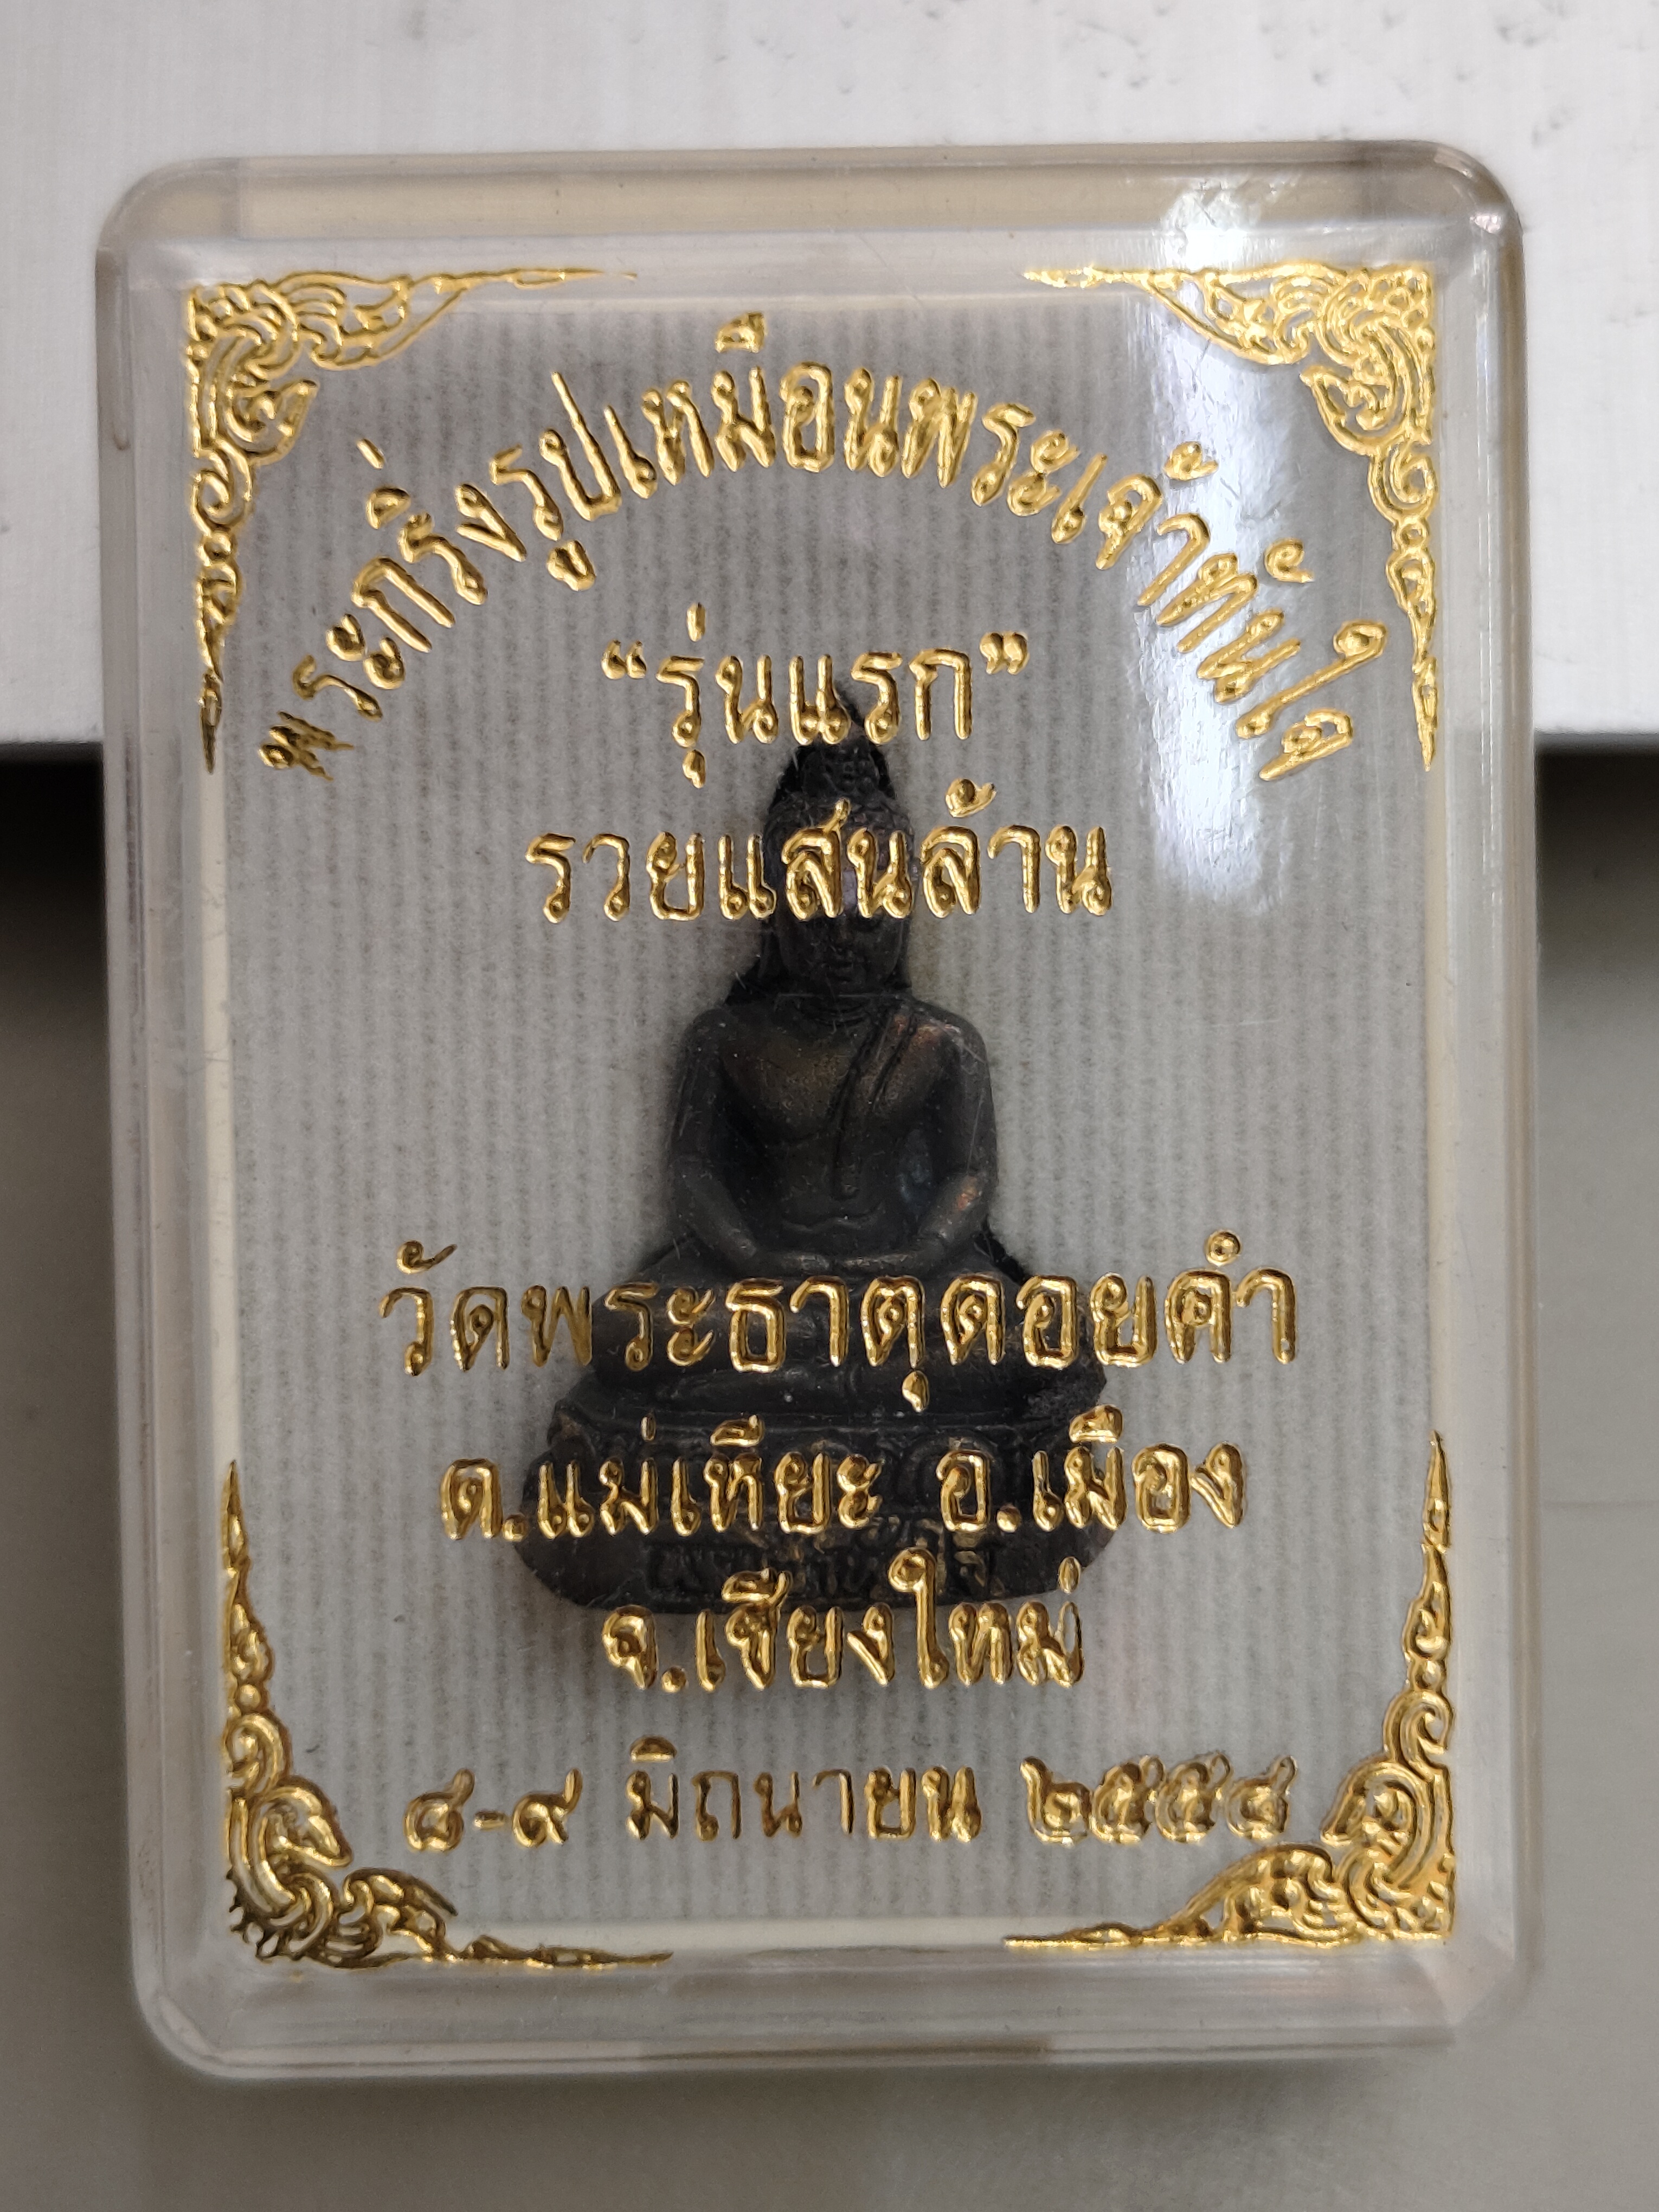 พระกริ่งรูปเหมือนพระเจ้าทันใจ
“รุ่นแรก”
รวยแสนล้าน
วัดพระธาตุดอยคำ
ต.แม่เหียะ อ.เมือง
จ.เชียงใหม่
๘-๙ มิถุนายน ๒๕๕๔